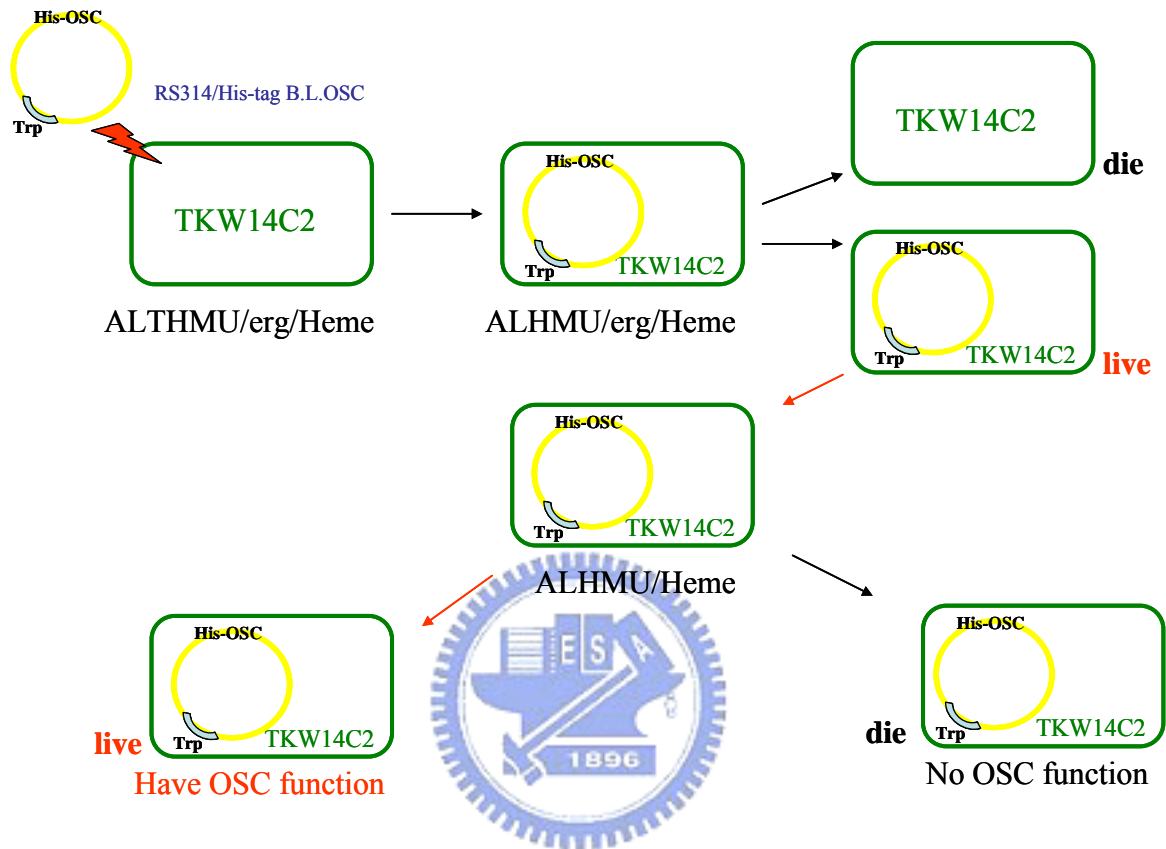 His-OSC
RS314/His-tag B.L.OSC
Trp
TKW14C2
ALTHMU/erg/Heme
His-OSC
Trp
TKW14C2
ALHMU/erg/Heme
TKW14C2
die
His-OSC
Trp
TKW14C2
live
His-OSC
Trp
TKW14C2
ALHMU/Heme
E S A
1896
His-OSC
Trp
TKW14C2
live
Have OSC function
His-OSC
Trp
TKW14C2
die
No OSC function